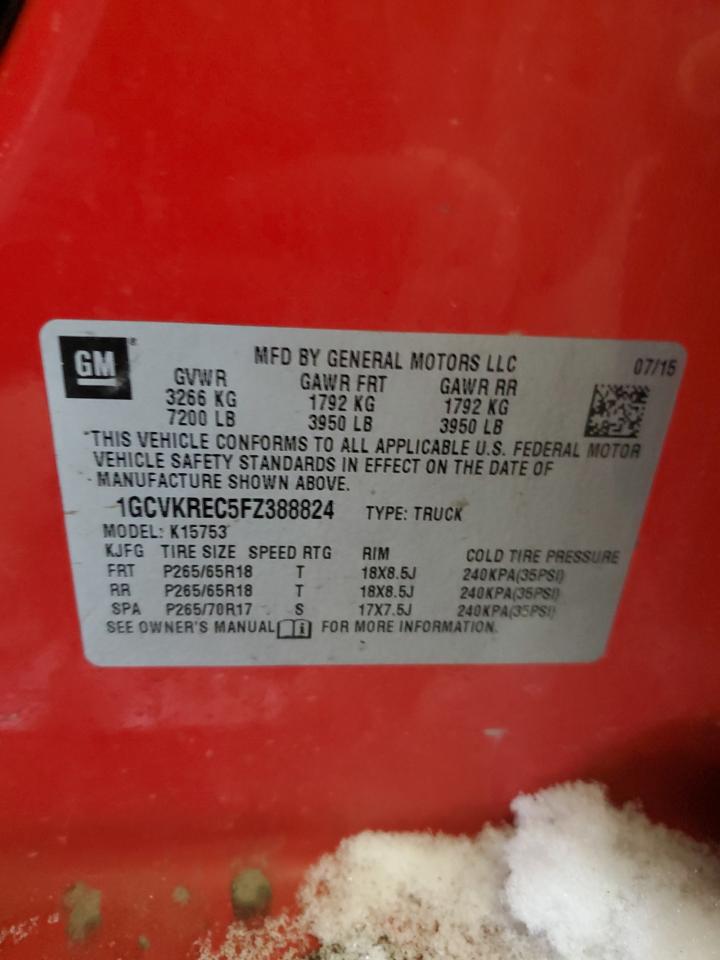 GM
MFD BY GENERAL MOTORS LLC 07/15
GVWR GAWR FRT GAWR RR
3266 KG 1792 KG 1792 KG
7200 LB 3950 LB 3950 LB
THIS VEHICLE CONFORMS TO ALL APPLICABLE U.S. FEDERAL MOTOR
VEHICLE SAFETY STANDARDS IN EFFECT ON THE DATE OF
MANUFACTURE SHOWN ABOVE.
1GCVKREC5FZ388824 TYPE: TRUCK
MODEL: K15753
KJFG TIRE SIZE SPEED RTG RIM COLD TIRE PRESSURE
FRT P265/65R18 T 18X8.5J 240KPA(35PSI)
RR P265/65R18 T 18X8.5J 240KPA(35PSI)
SPA P265/70R17 S 17X7.5J 240KPA(35PSI)
SEE OWNER'S MANUAL FOR MORE INFORMATION.